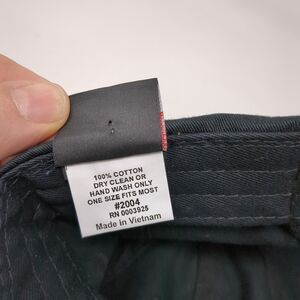 100% COTTON
DRY CLEAN OR
HAND WASH ONLY
ONE SIZE FITS MOST
#2004
RN 0003925
Made in Vietnam